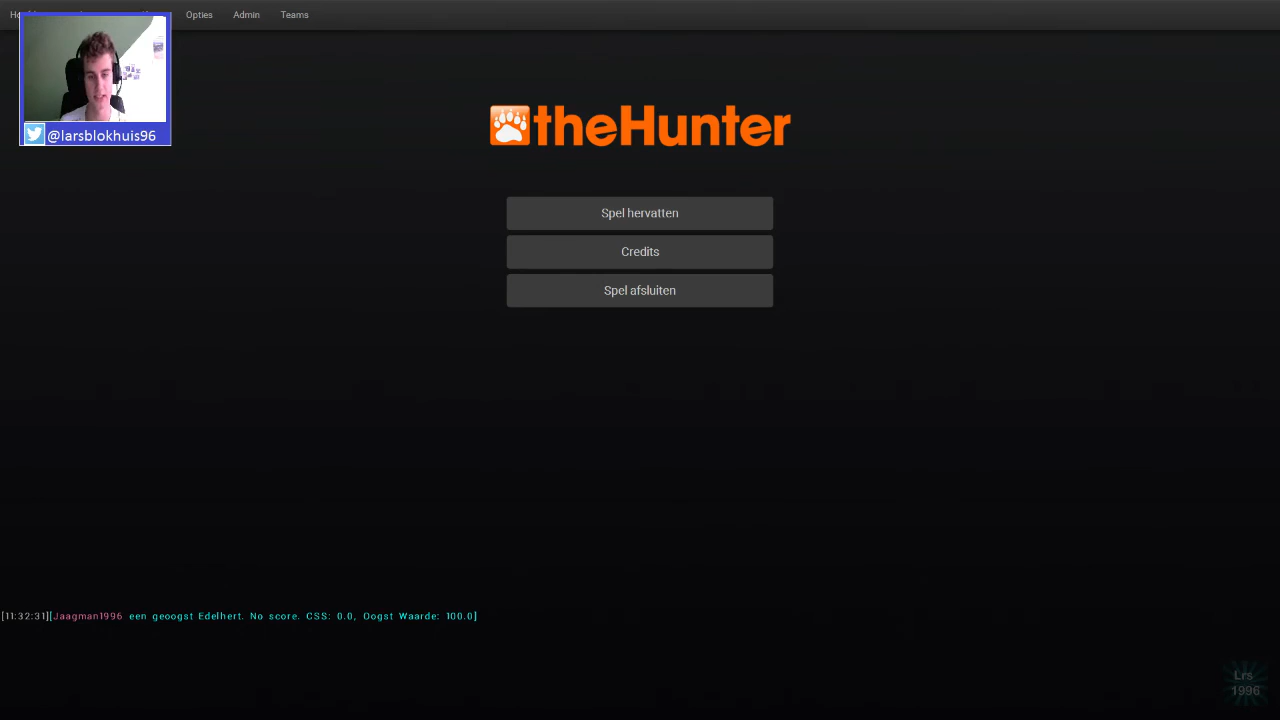 Opties Admin Teams
@larsblokhuis96
theHunter
Spel hervatten
Credits
Spel afsluiten
[11:32:31][Jaagman1996 een geoogst Edelhert. No score. CSS: 0.0, Oogst Waarde: 100.0]
Lrs
1996